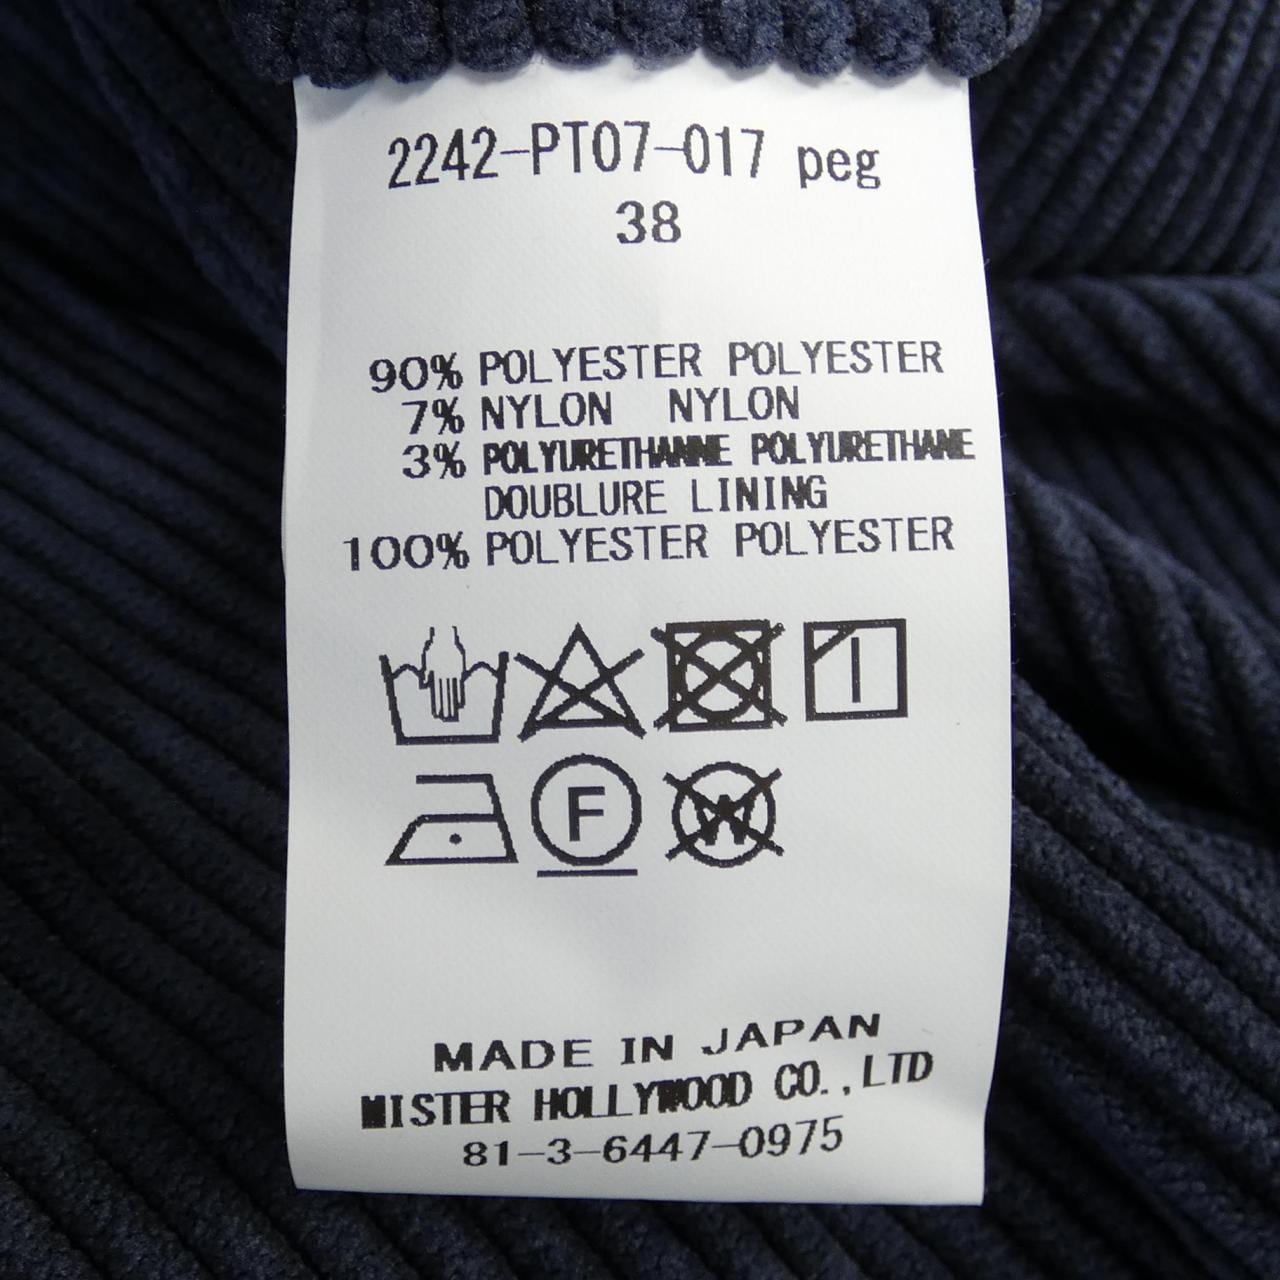 2242-PT07-017 peg
38
90% POLYESTER POLYESTER
7% NYLON NYLON
3% POLYURETHANNE POLYURETHANE
DOUBLURE LINING
100% POLYESTER POLYESTER
F
W
MADE IN JAPAN
MISTER HOLLYWOOD CO.,LTD
81-3-6447-0975